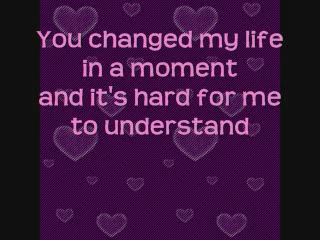 You changed my life
in a moment
and it's hard for me
to understand